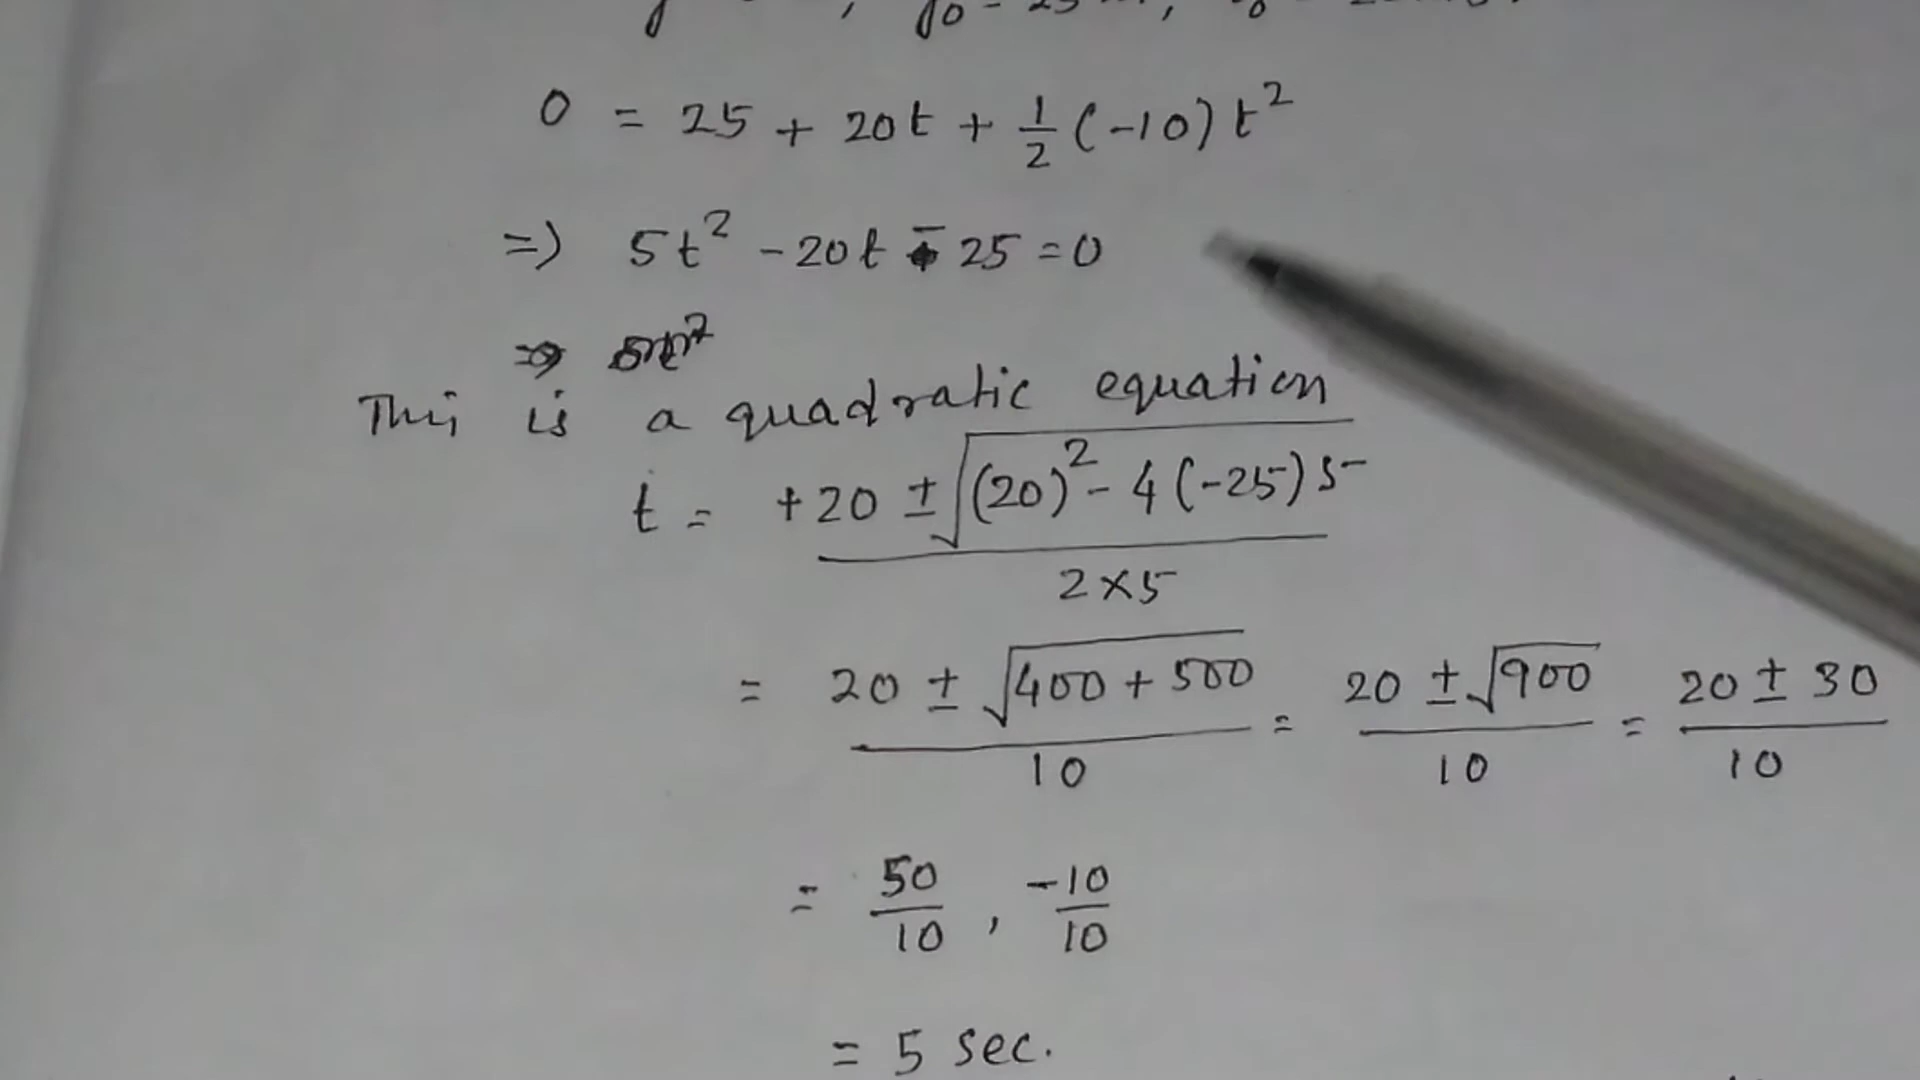 0 = 25 + 20t + 1/2 (-10) t²
=> 5t² - 20t - 25 = 0
This is a quadratic equation
t = +20 ± √(20)² - 4 (-25) 5 / 2×5
= 20 ± √400 + 500 / 10 = 20 ± √900 / 10 = 20 ± 30 / 10
= 50/10 , -10/10
= 5 sec.